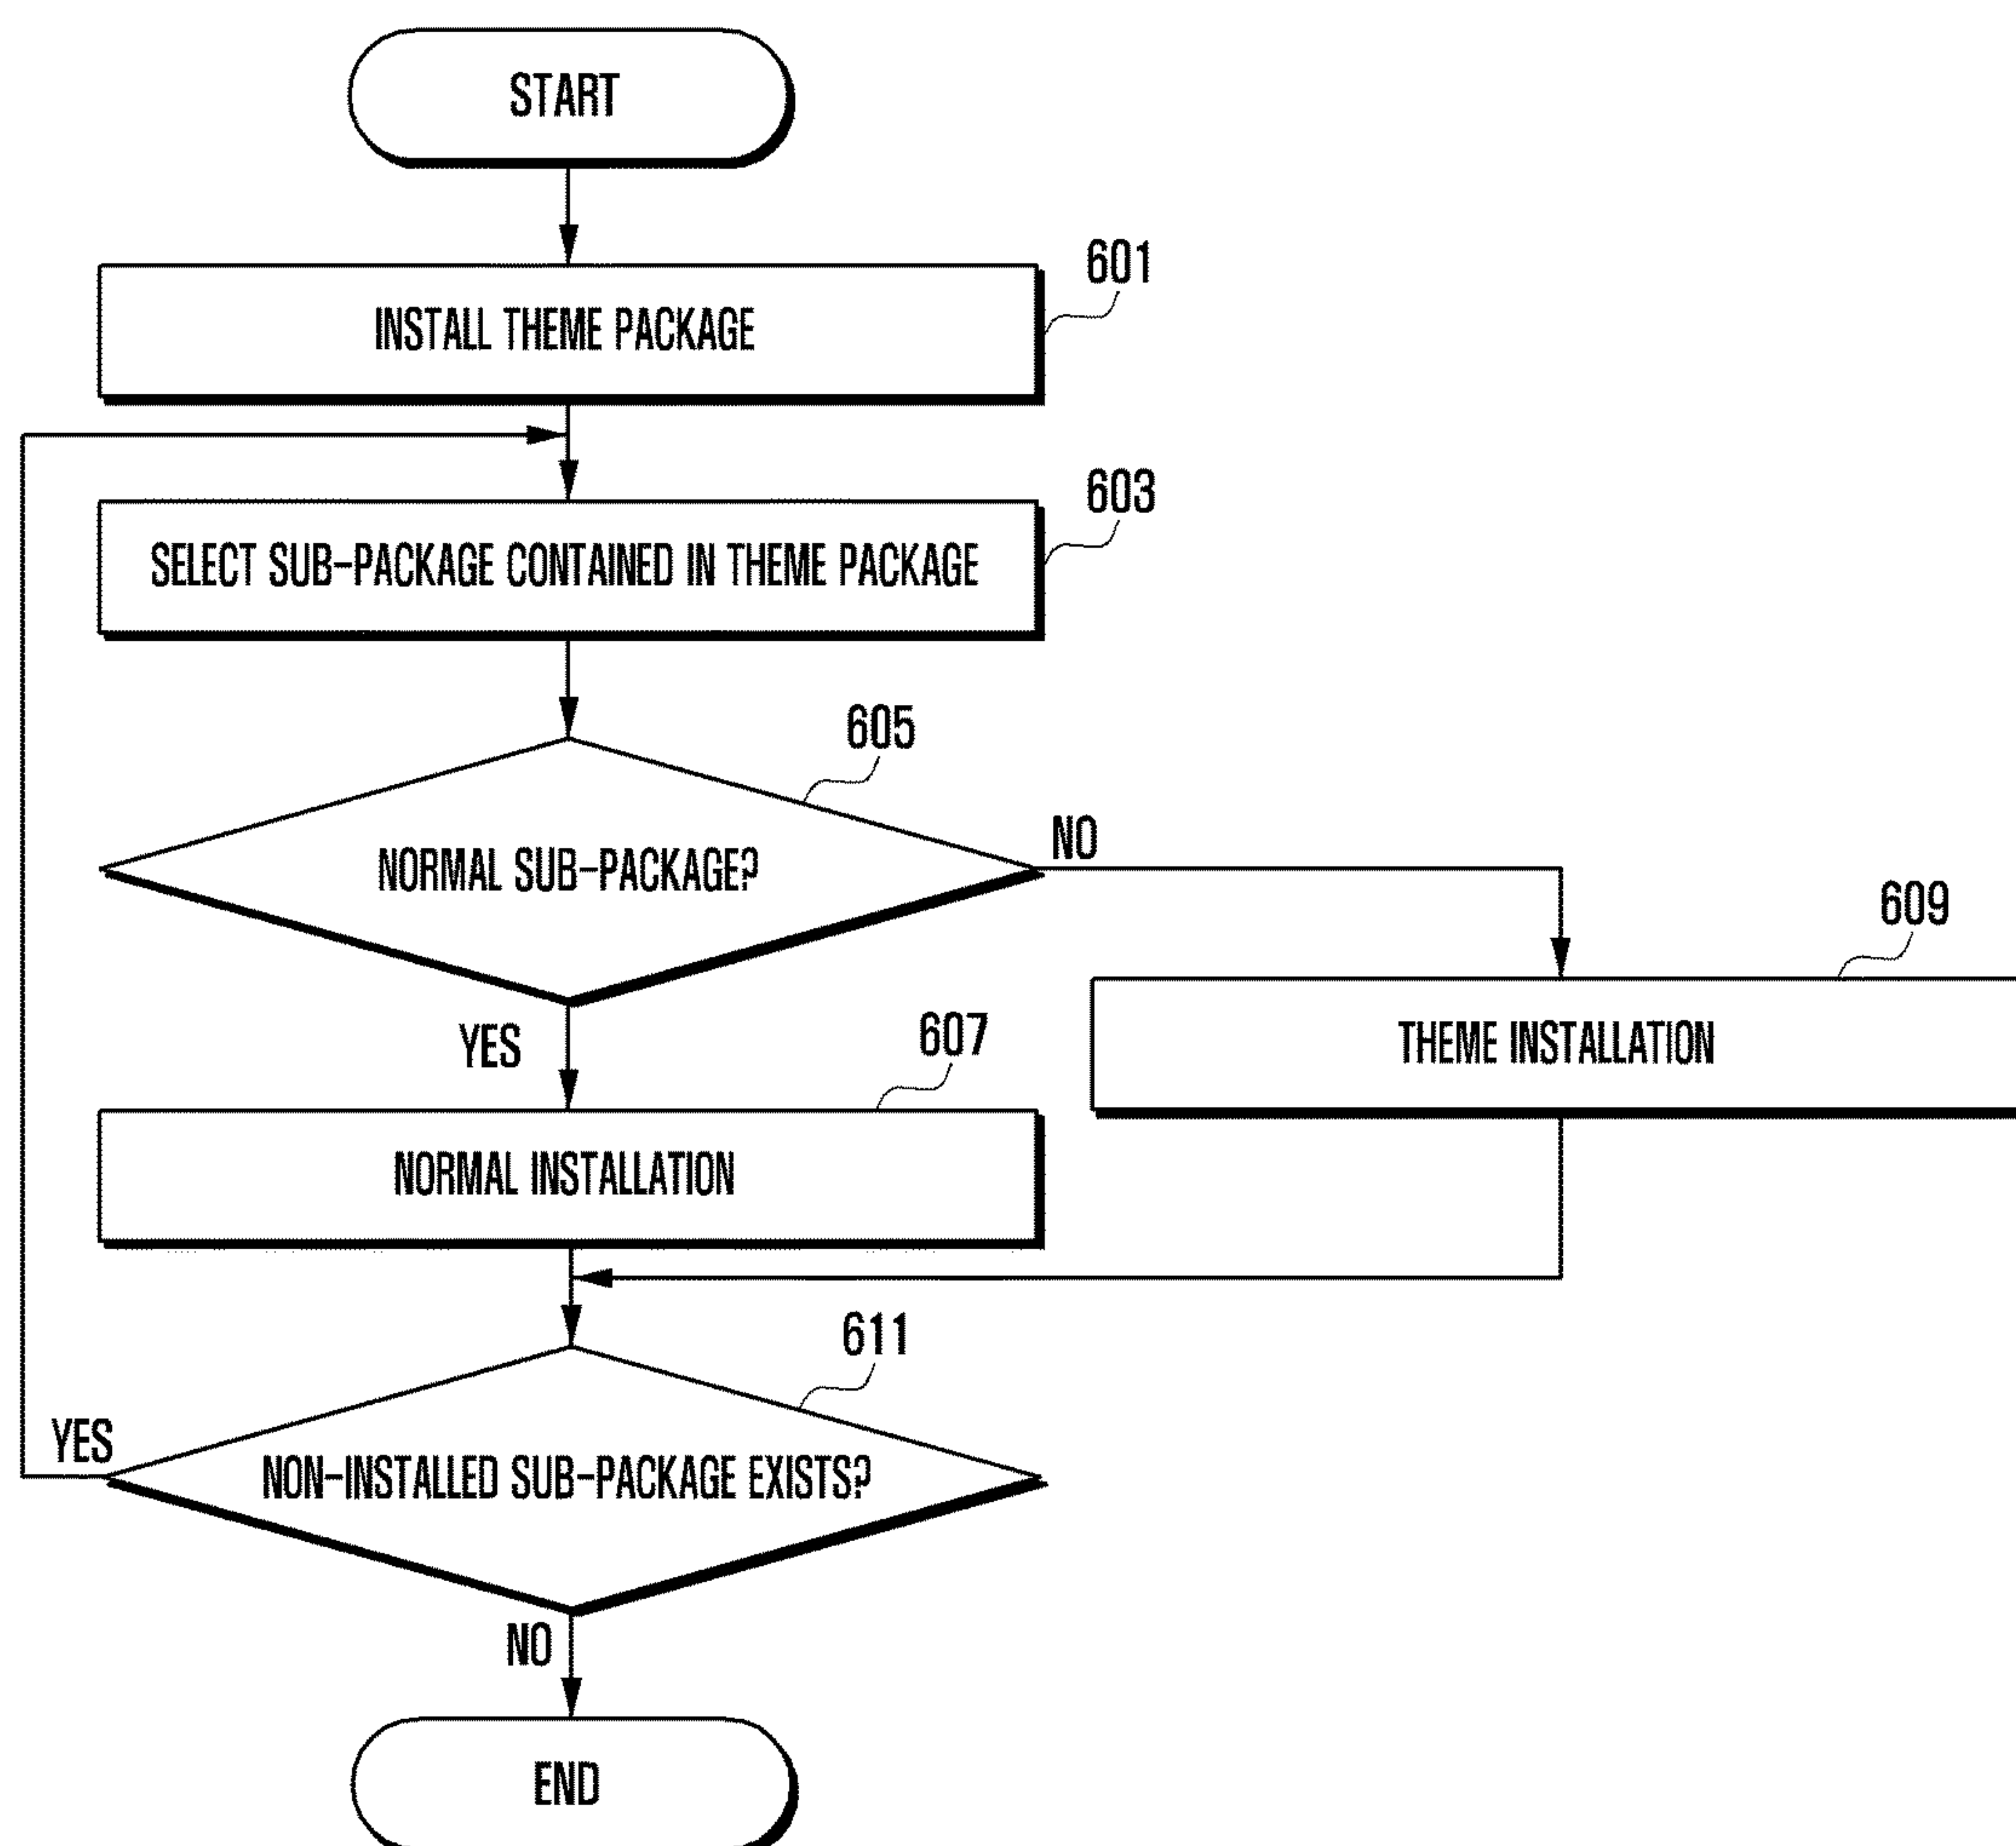 START
601
INSTALL THEME PACKAGE
603
SELECT SUB-PACKAGE CONTAINED IN THEME PACKAGE
605
NORMAL SUB-PACKAGE?
NO
609
THEME INSTALLATION
YES
607
NORMAL INSTALLATION
611
YES
NON-INSTALLED SUB-PACKAGE EXISTS?
NO
END